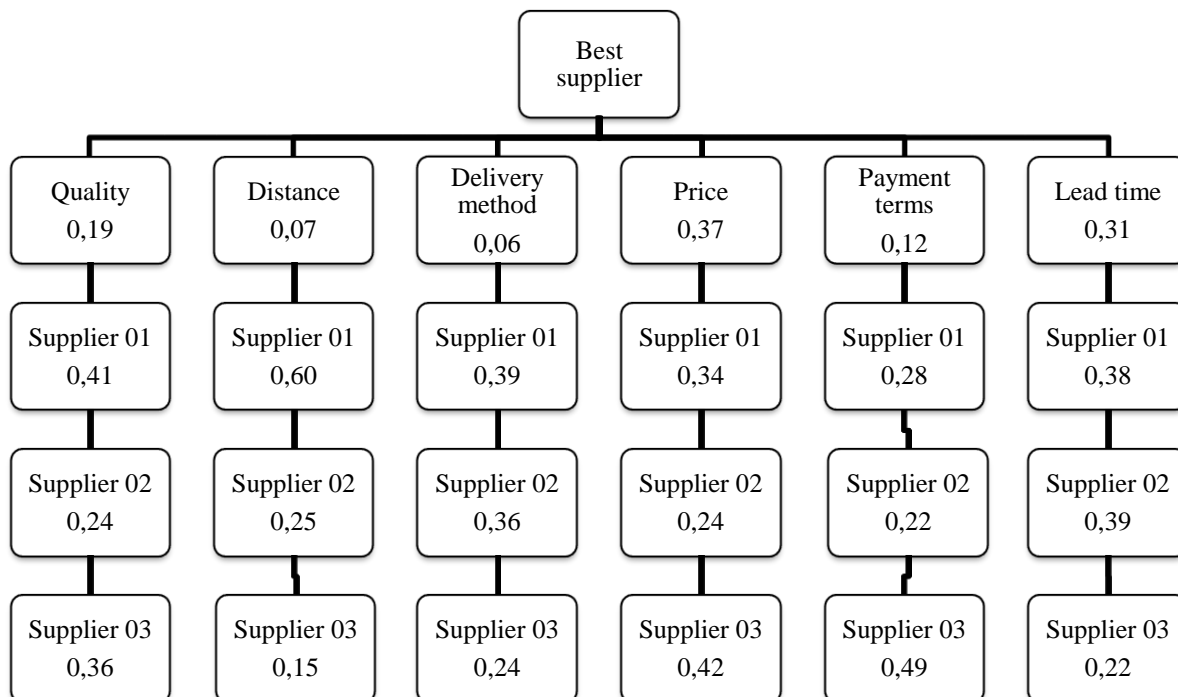 Best
supplier
Quality
0,19
Distance
0,07
Delivery
method
0,06
Price
0,37
Payment
terms
0,12
Lead time
0,31
Supplier 01
0,41
Supplier 01
0,60
Supplier 01
0,39
Supplier 01
0,34
Supplier 01
0,28
Supplier 01
0,38
Supplier 02
0,24
Supplier 02
0,25
Supplier 02
0,36
Supplier 02
0,24
Supplier 02
0,22
Supplier 02
0,39
Supplier 03
0,36
Supplier 03
0,15
Supplier 03
0,24
Supplier 03
0,42
Supplier 03
0,49
Supplier 03
0,22